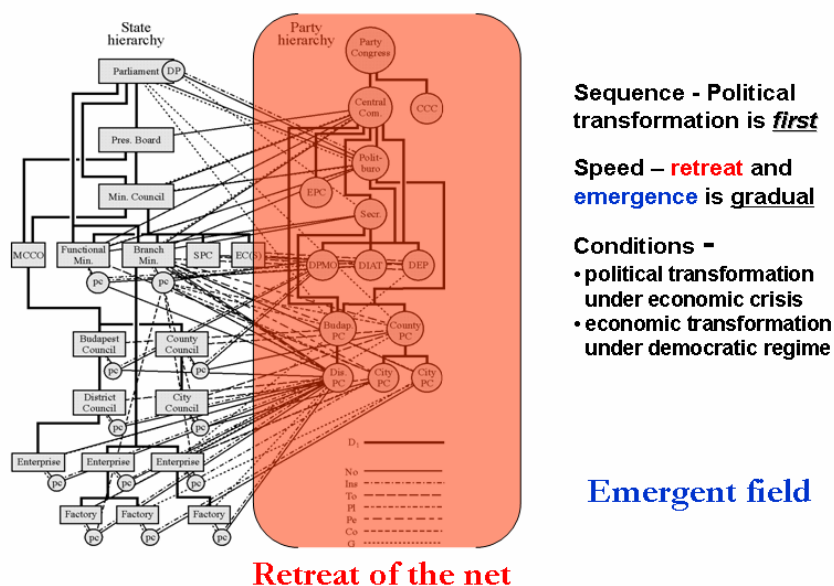 State
hierarchy
Party
hierarchy
Parliament
DP
Party
Congress
Central
Com.
CCC
Pres. Board
Polit-
buro
EPC
Min. Council
Secr.
MCCO
Functional
Min.
Branch
Min.
SPC
EC(S)
DPMO
DIAT
DEP
pc
pc
Budap.
PC
County
PC
Budapest
Council
County
Council
pc
pc
Dis.
PC
City
PC
City
PC
District
Council
City
Council
pc
pc
Enterprise
Enterprise
Enterprise
pc
pc
pc
Factory
Factory
Factory
pc
pc
pc
D₁
No
Ins
To
Pl
Pe
Co
G
Retreat of the net
Sequence - Political
transformation is first
Speed – retreat and
emergence is gradual
Conditions -
• political transformation
under economic crisis
• economic transformation
under democratic regime
Emergent field